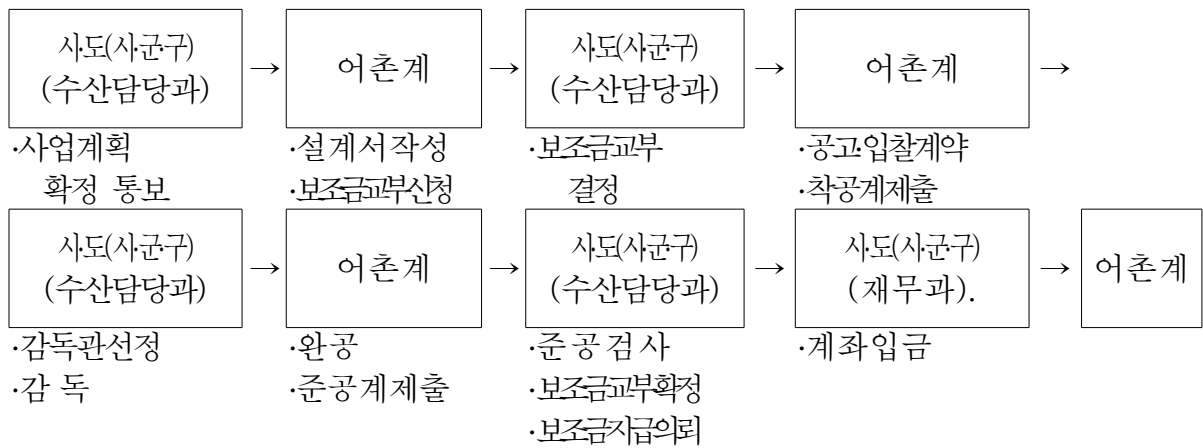 시·도(시·군·구) → 어촌계 → 시·도(시·군·구) → 어촌계 →
(수산담당과) (수산담당과)
·사업계획 ·설계서작성 ·보조금교부 ·공고·입찰계약
확정 통보 ·보조금교부신청 결정 ·착공계제출
시·도(시·군·구) → 어촌계 → 시·도(시·군·구) → 시·도(시·군·구) → 어촌계
(수산담당과) (수산담당과) (재무과).
·감독관선정 ·완공 ·준공검사 ·계좌입금
·감 독 ·준공계제출 ·보조금교부확정
·보조금지급의뢰